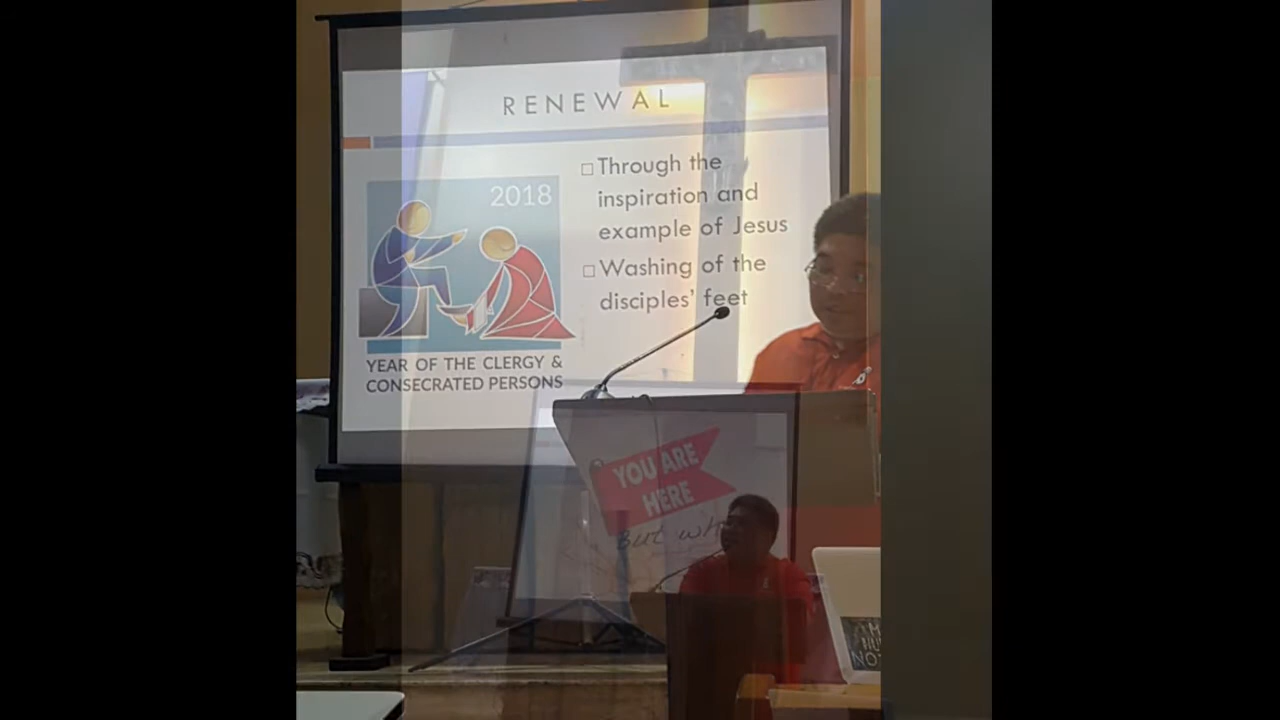 RENEWAL
2018
Through the
inspiration and
example of Jesus
Washing of the
disciples' feet
YEAR OF THE CLERGY &
CONSECRATED PERSONS
YOU ARE
HERE
But